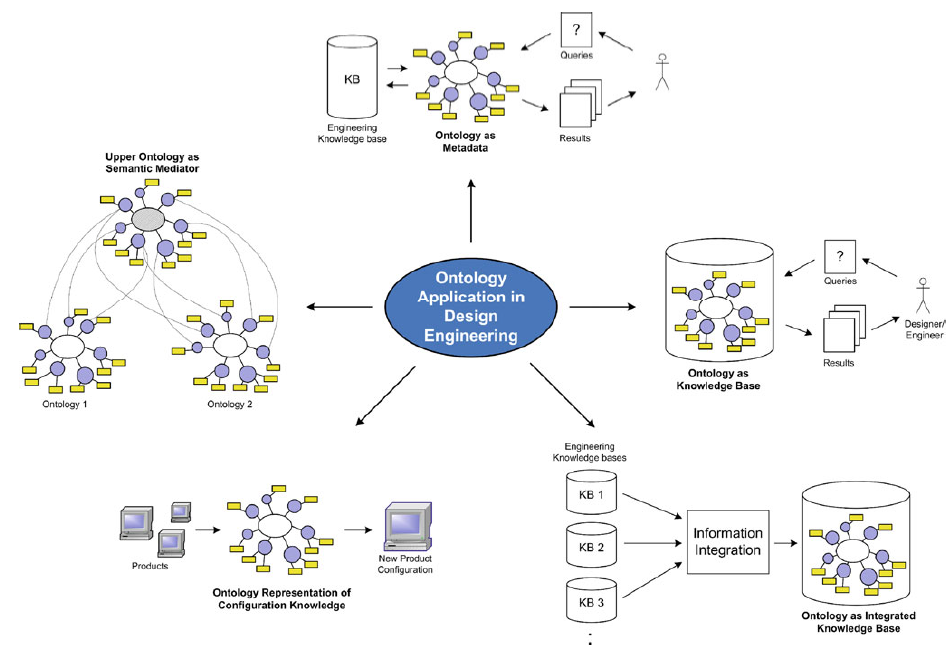 ?
Queries
KB
Engineering
Knowledge base
Ontology as
Metadata
Results
Upper Ontology as
Semantic Mediator
Ontology 1
Ontology 2
Ontology
Application in
Design
Engineering
?
Queries
Designer/
Engineer
Results
Ontology as
Knowledge Base
Products
New Product
Configuration
Ontology Representation of
Configuration Knowledge
Engineering
Knowledge bases
KB 1
KB 2
KB 3
Information
Integration
Ontology as Integrated
Knowledge Base